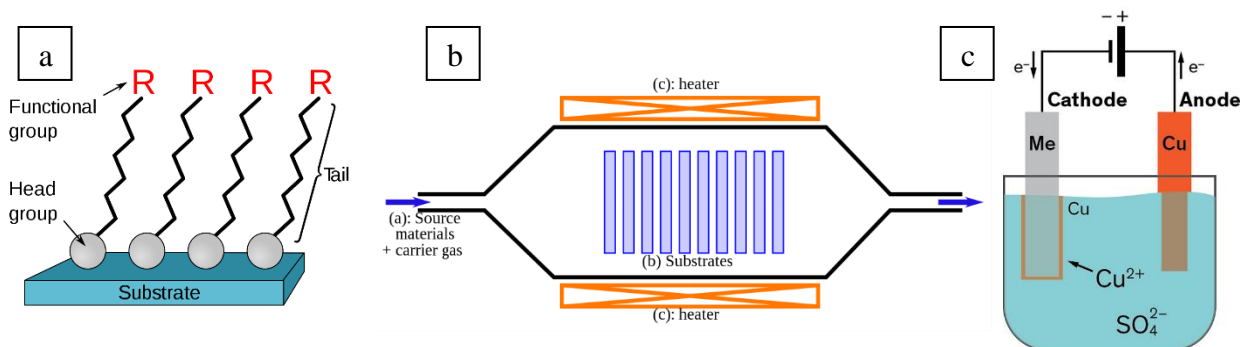 a
R R R R
Functional
group
Head
group
Tail
Substrate
b
(c): heater
(a): Source
materials
+ carrier gas
(b) Substrates
(c): heater
c
- +
e⁻
e⁻
Cathode
Anode
Me
Cu
Cu
Cu²⁺
SO₄²⁻